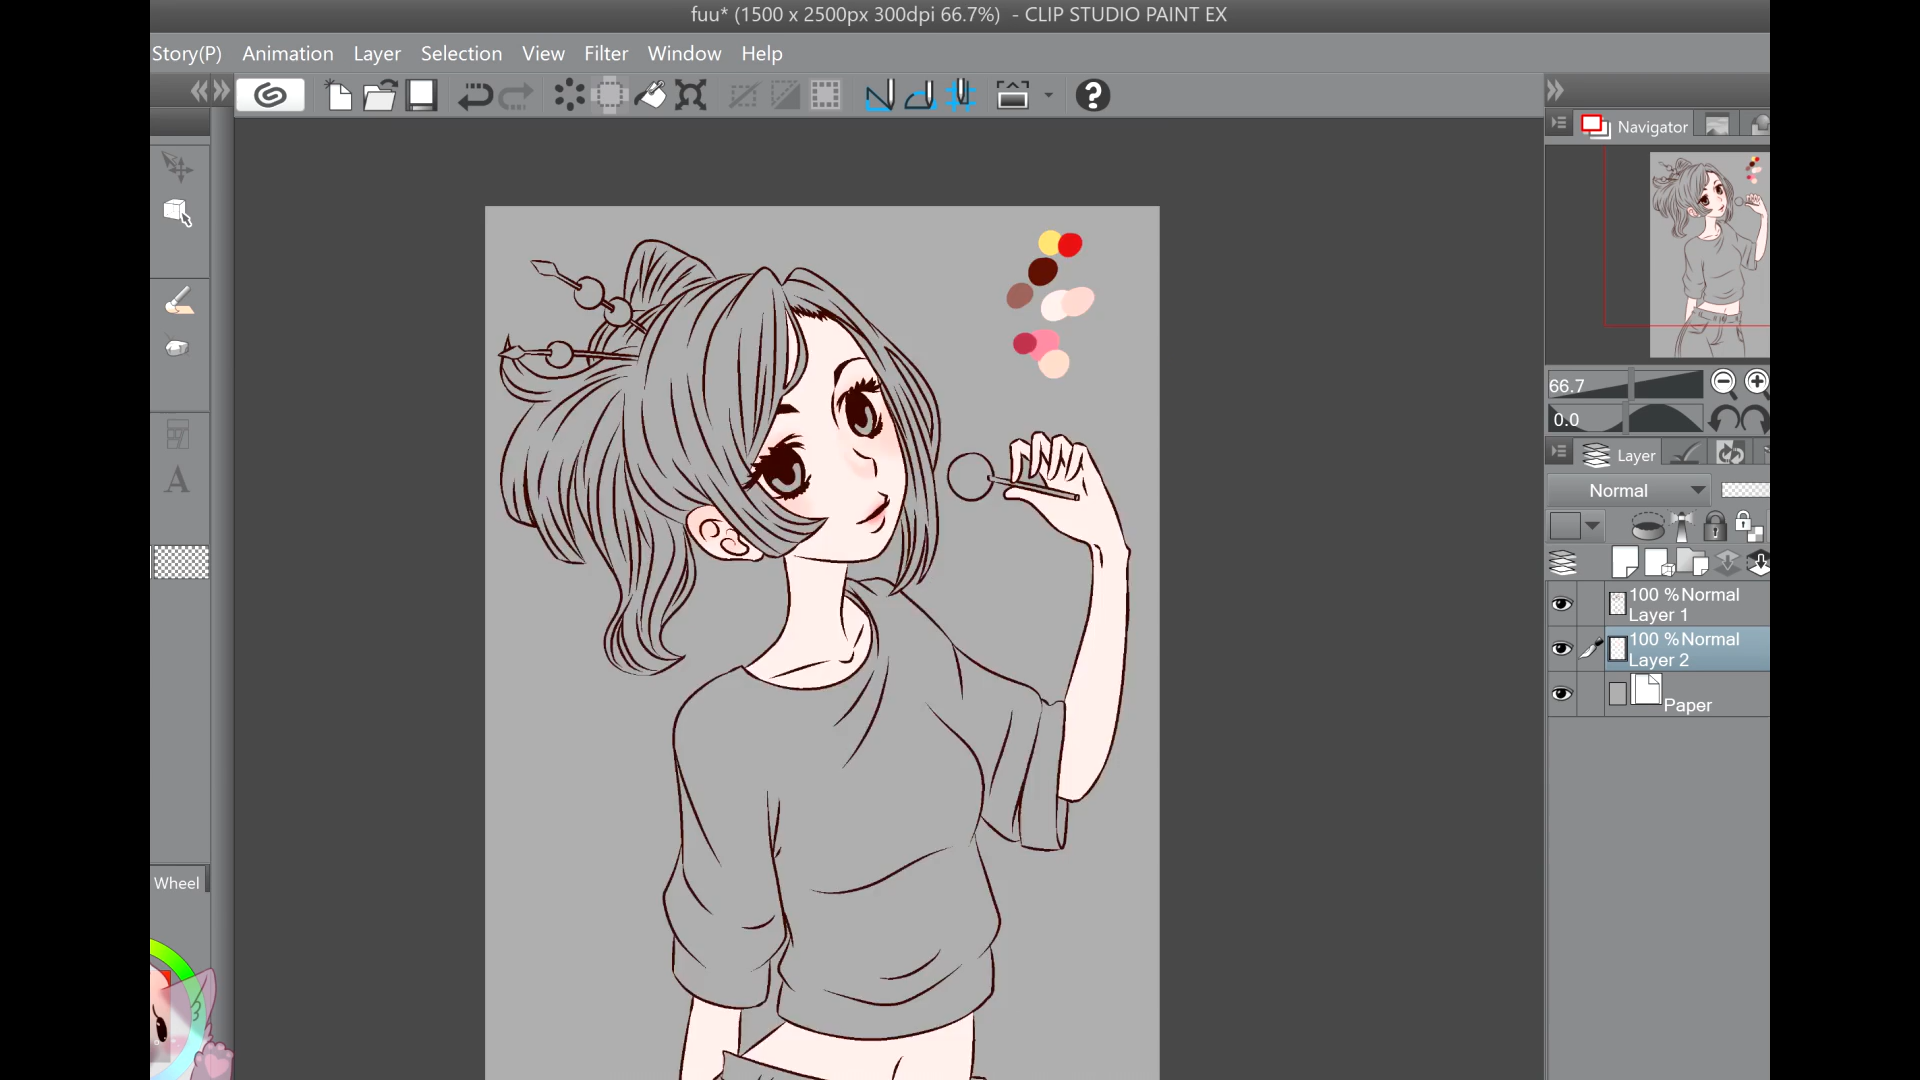 fuu* (1500 x 2500px 300dpi 66.7%)  - CLIP STUDIO PAINT EX
Story(P) Animation Layer Selection View Filter Window Help
Navigator
66.7
0.0
Layer
Normal
100 %Normal
Layer 1
100 %Normal
Layer 2
Paper
A
Wheel